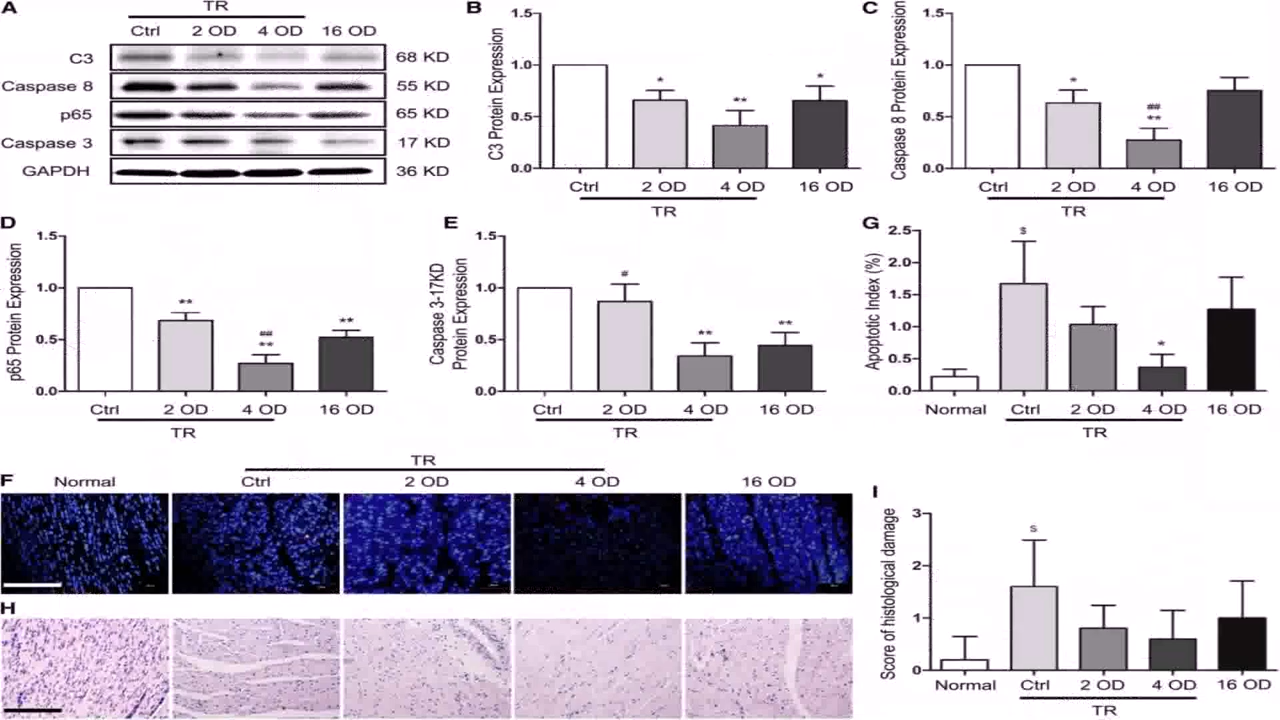 A
TR
Ctrl 2 OD 4 OD 16 OD
C3 68 KD
Caspase 8 55 KD
p65 65 KD
Caspase 3 17 KD
GAPDH 36 KD
B
C3 Protein Expression
1.5
1.0
0.5
0.0
Ctrl 2 OD 4 OD 16 OD
* ** *
TR
C
Caspase 8 Protein Expression
1.5
1.0
0.5
0.0
*
##
**
Ctrl 2 OD 4 OD 16 OD
TR
D
p65 Protein Expression
1.5
1.0
0.5
0.0
**
##
**
**
Ctrl 2 OD 4 OD 16 OD
TR
E
Caspase 3-17KD
Protein Expression
1.5
1.0
0.5
0.0
# ** **
Ctrl 2 OD 4 OD 16 OD
TR
G
Apoptotic Index (%)
2.5
2.0
1.5
1.0
0.5
0.0
$ *
Normal Ctrl 2 OD 4 OD 16 OD
TR
F
TR
Normal Ctrl 2 OD 4 OD 16 OD
H
I
Score of histological damage
3
2
1
0
$
Normal Ctrl 2 OD 4 OD 16 OD
TR